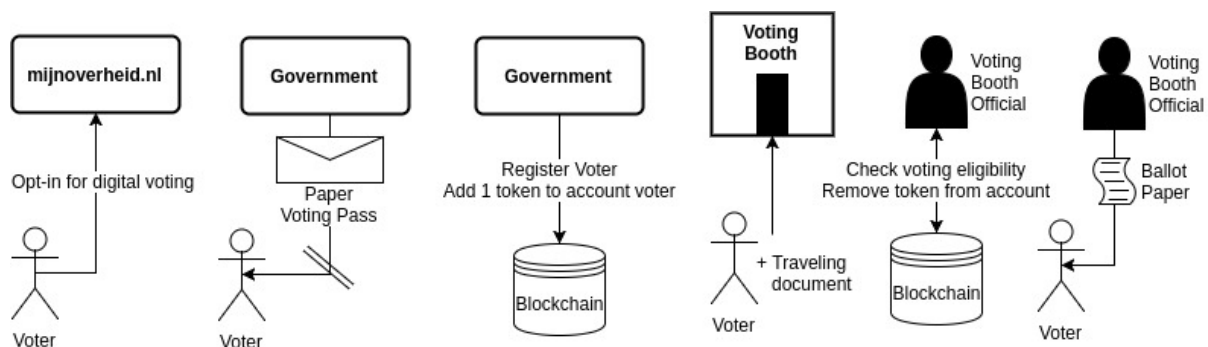 mijnoverheid.nl
Opt-in for digital voting
Voter
Government
Paper
Voting Pass
Voter
Government
Register Voter
Add 1 token to account voter
Blockchain
Voting
Booth
+ Traveling
document
Voter
Voting
Booth
Official
Check voting eligibility
Remove token from account
Blockchain
Voting
Booth
Official
Ballot
Paper
Voter